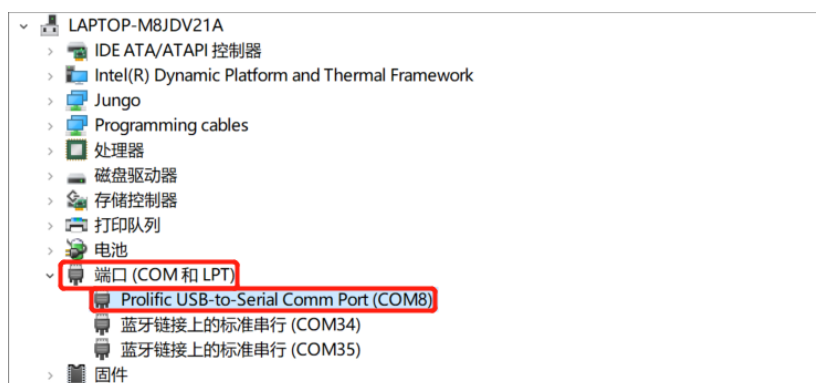 LAPTOP-M8JDV21A
IDE ATA/ATAPI 控制器
Intel(R) Dynamic Platform and Thermal Framework
Jungo
Programming cables
处理器
磁盘驱动器
存储控制器
打印队列
电池
端口 (COM 和 LPT)
Prolific USB-to-Serial Comm Port (COM8)
蓝牙链接上的标准串行 (COM34)
蓝牙链接上的标准串行 (COM35)
固件